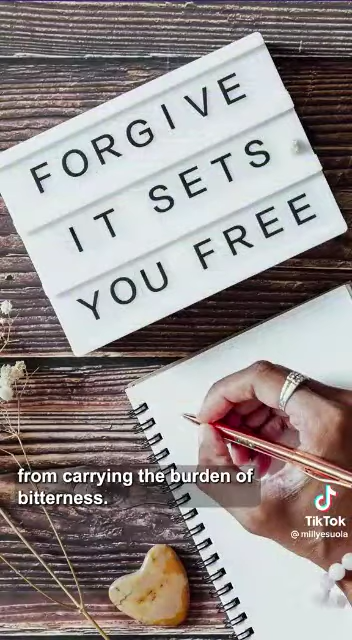 FORGIVE
IT SETS
YOU FREE
from carrying the burden of
bitterness.
TikTok
@millyesuola